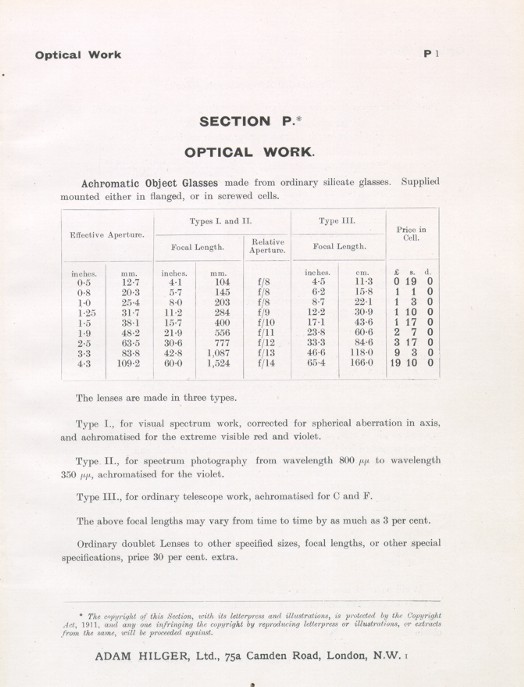 Optical Work P 1
SECTION P.*
OPTICAL WORK.
Achromatic Object Glasses made from ordinary silicate glasses. Supplied
mounted either in flanged, or in screwed cells.
Effective Aperture. Types I. and II. Type III. Price in Cell.
Focal Length. Relative Aperture. Focal Length.
inches. mm. inches. mm. inches. cm. £ s. d.
0·5 12·7 4·1 104 f/8 4·5 11·3 0 19 0
0·8 20·3 5·7 145 f/8 6·2 15·8 1 1 0
1·0 25·4 8·0 203 f/8 8·7 22·1 1 3 0
1·25 31·7 11·2 284 f/9 12·2 30·9 1 10 0
1·5 38·1 15·7 400 f/10 17·1 43·6 1 17 0
1·9 48·2 21·9 556 f/11 23·8 60·6 2 7 0
2·5 63·5 30·6 777 f/12 33·3 84·6 3 17 0
3·3 83·8 42·8 1,087 f/13 46·6 118·0 9 3 0
4·3 109·2 60·0 1,524 f/14 65·4 166·0 19 10 0
The lenses are made in three types.
Type I., for visual spectrum work, corrected for spherical aberration in axis,
and achromatised for the extreme visible red and violet.
Type II., for spectrum photography from wavelength 800 μμ to wavelength
350 μμ, achromatised for the violet.
Type III., for ordinary telescope work, achromatised for C and F.
The above focal lengths may vary from time to time by as much as 3 per cent.
Ordinary doublet Lenses to other specified sizes, focal lengths, or other special
specifications, price 30 per cent. extra.
* The copyright of this Section, with its letterpress and illustrations, is protected by the Copyright
Act, 1911, and any one infringing the copyright by reproducing letterpress or illustrations, or extracts
from the same, will be proceeded against.
ADAM HILGER, Ltd., 75a Camden Road, London, N.W. 1